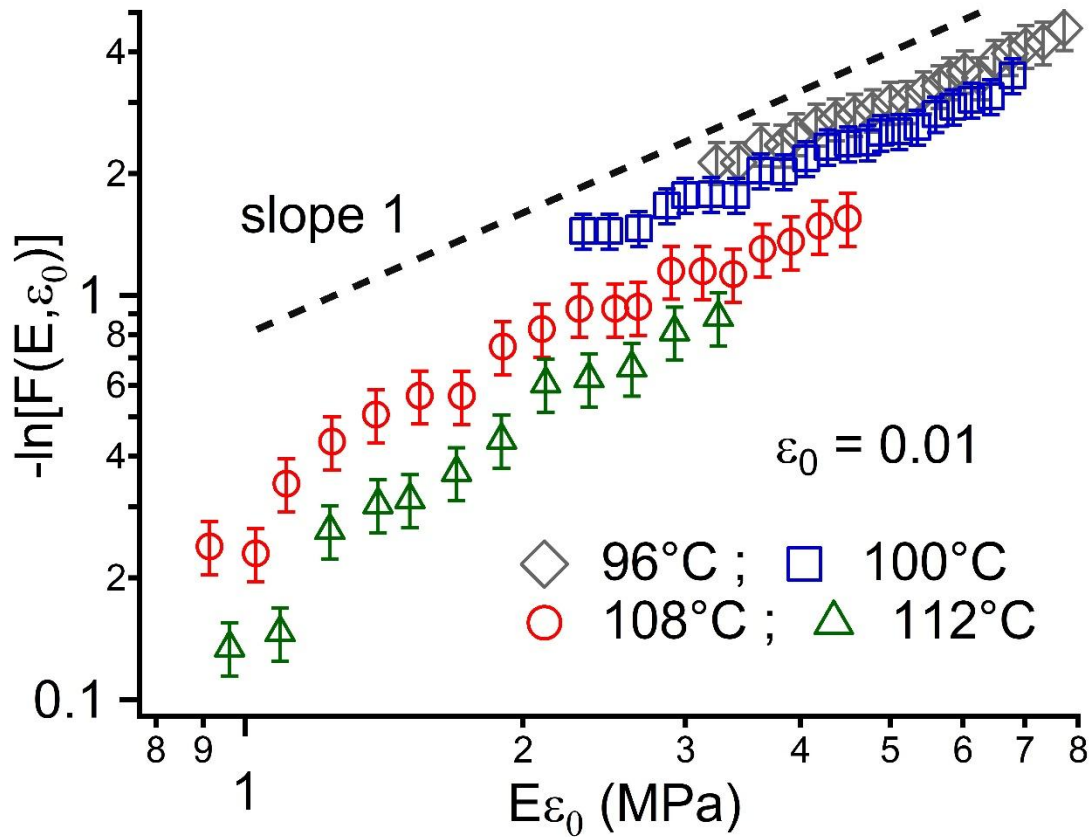 4
2
slope 1
1
8
6
4
2
0.1
-ln[F(E,ε₀)]
ε₀ = 0.01
96°C ; 100°C
108°C ; 112°C
8 9 1 2 3 4 5 6 7 8
Eε₀ (MPa)